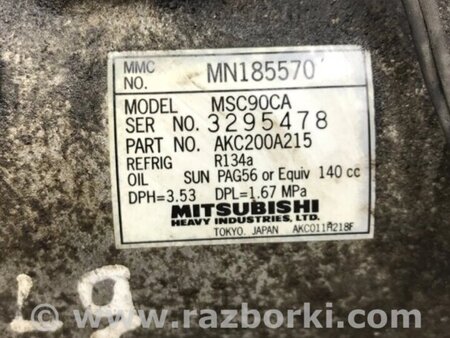 MMC NO. MN185570
MODEL MSC90CA
SER NO. 3295478
PART NO. AKC200A215
REFRIG R134a
OIL SUN PAG56 or Equiv 140 cc
DPH=3.53 DPL=1.67 MPa
MITSUBISHI
HEAVY INDUSTRIES, LTD.
TOKYO. JAPAN AKC011H218F
© - www.razborki.com